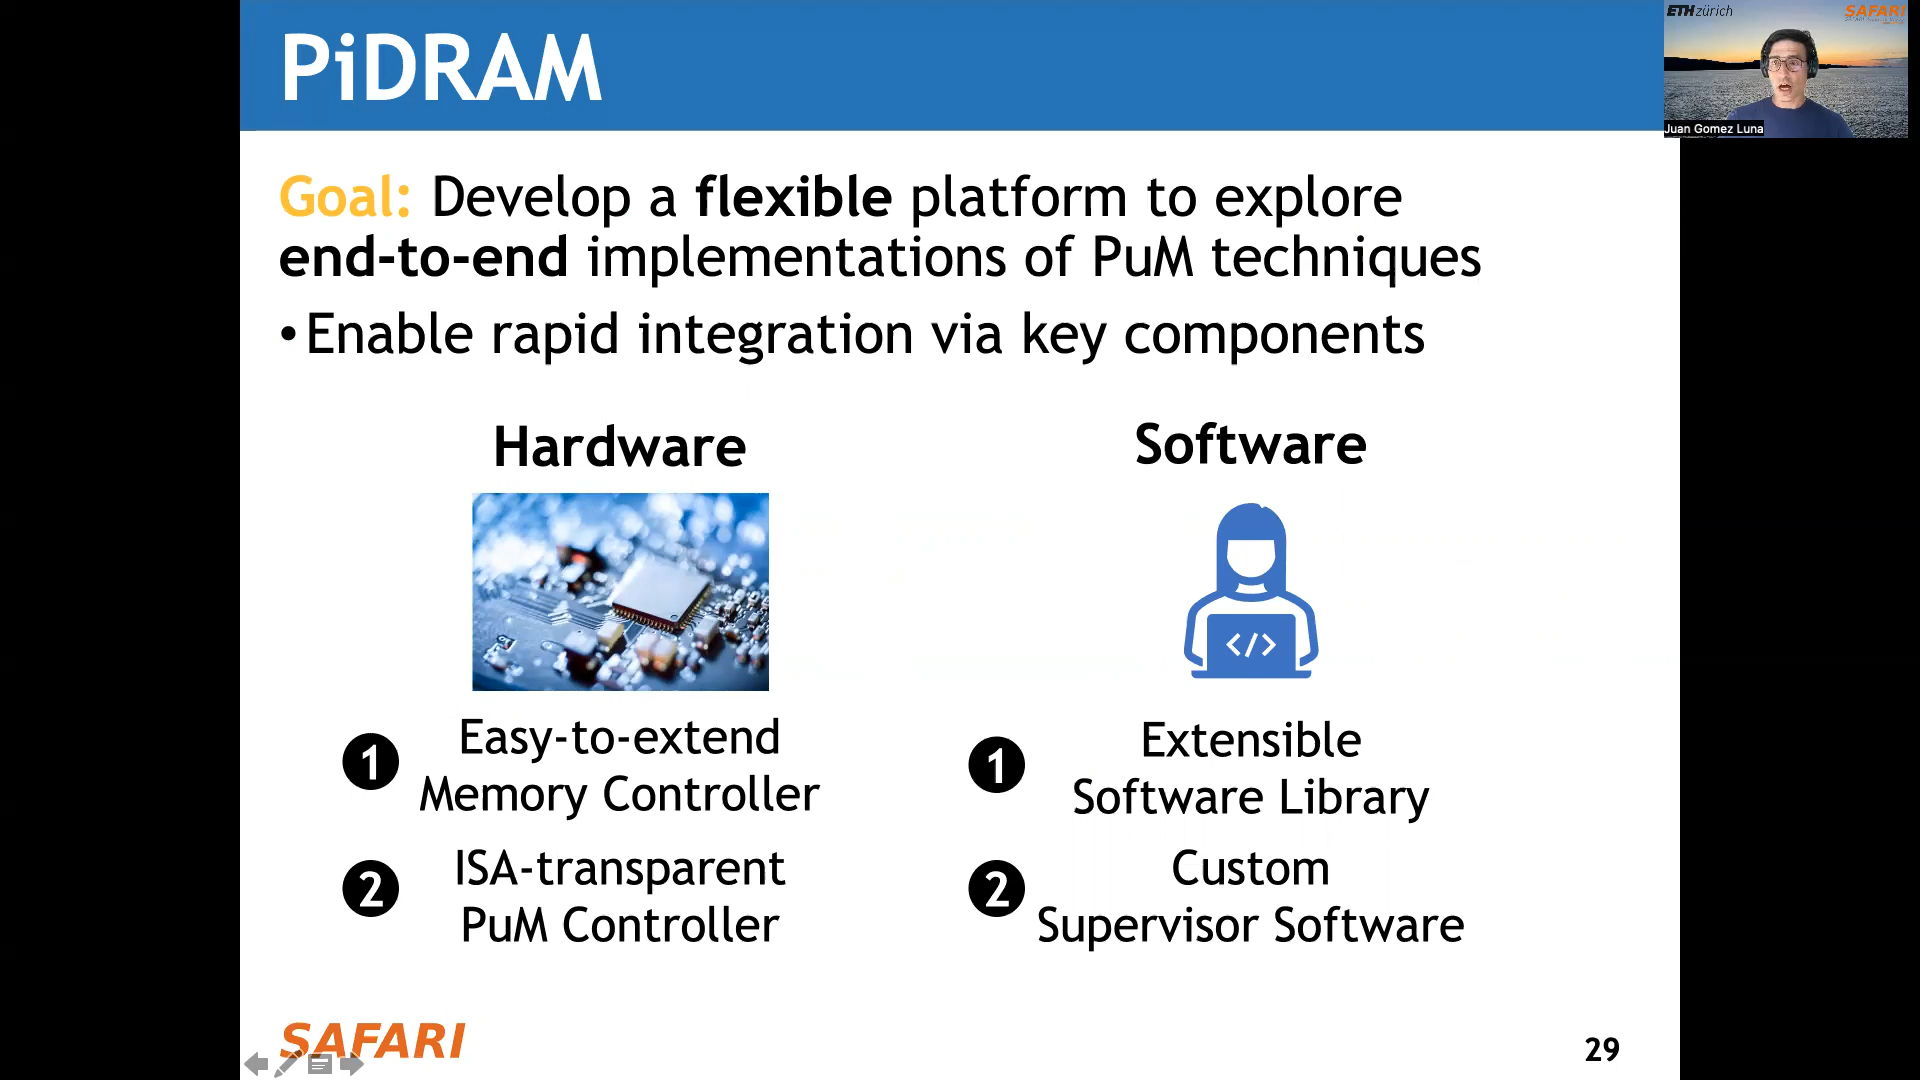 PiDRAM
ETH zürich
SAFARI
Juan Gomez Luna
Goal: Develop a flexible platform to explore
end-to-end implementations of PuM techniques
• Enable rapid integration via key components
Hardware
Software
</>
1 Easy-to-extend
Memory Controller
2 ISA-transparent
PuM Controller
1 Extensible
Software Library
2 Custom
Supervisor Software
SAFARI
29